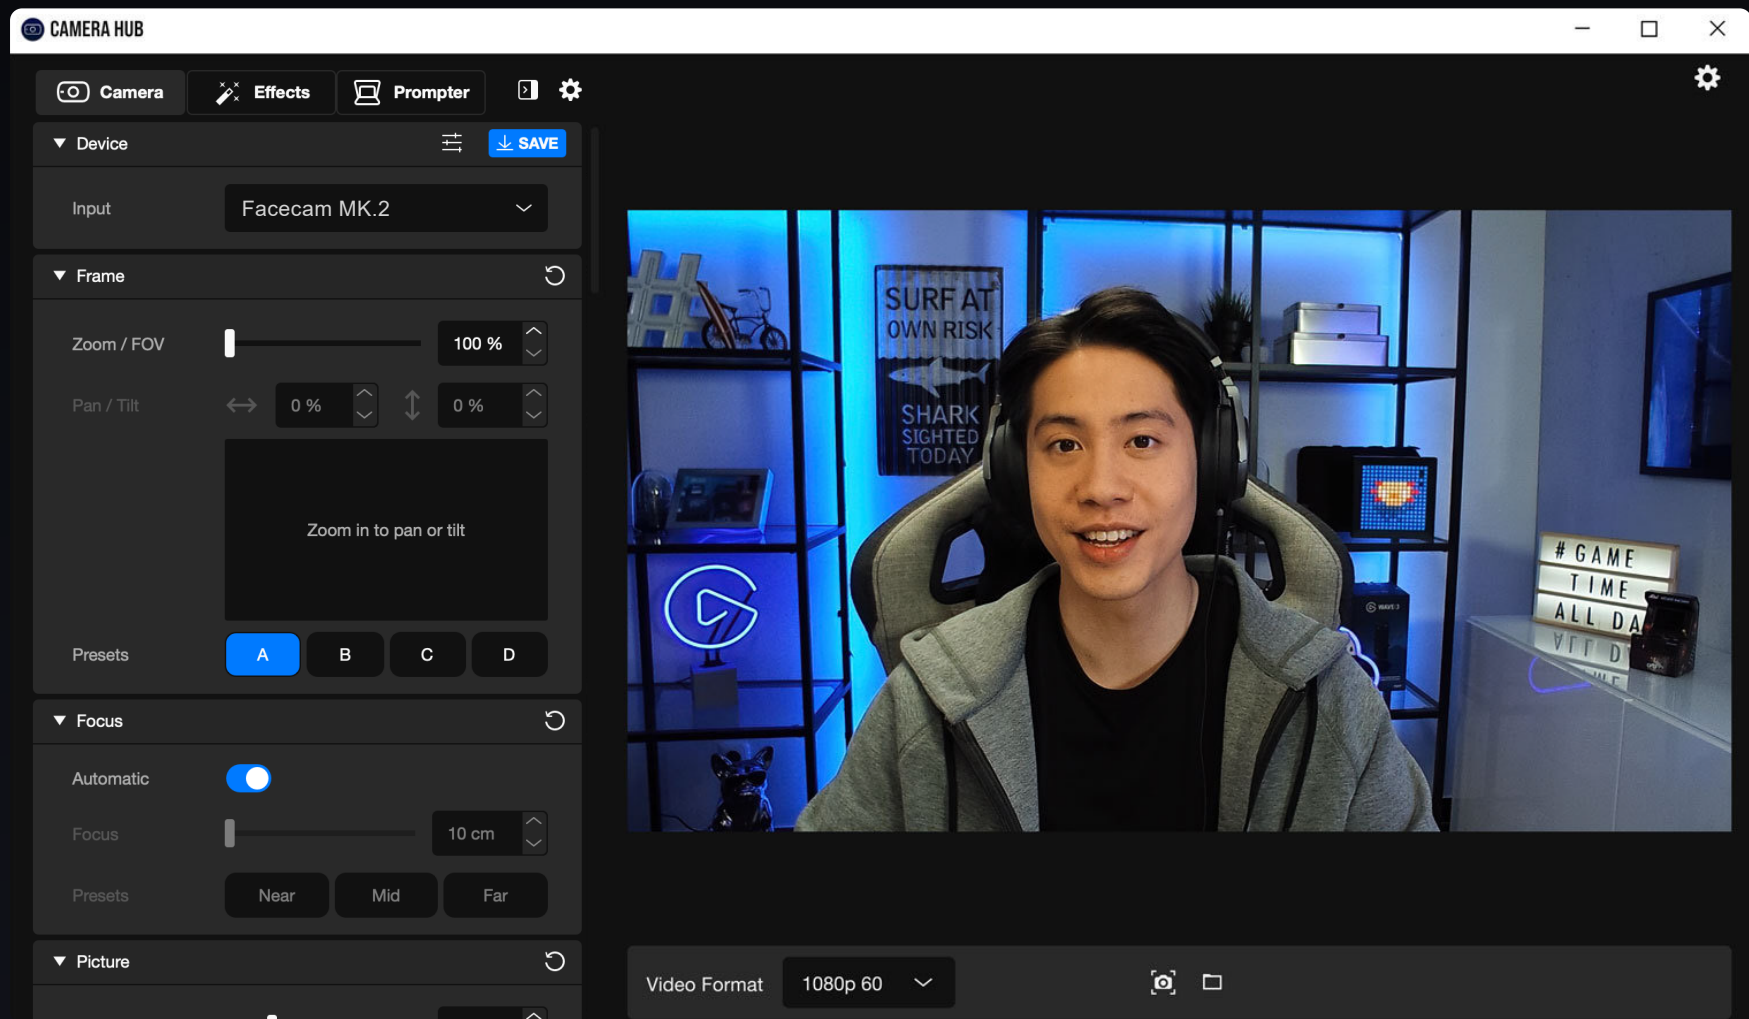 CAMERA HUB
Camera
Effects
Prompter
Device
SAVE
Input
Facecam MK.2
Frame
Zoom / FOV
100 %
Pan / Tilt
0 %
0 %
Zoom in to pan or tilt
Presets
A
B
C
D
Focus
Automatic
Focus
10 cm
Presets
Near
Mid
Far
Picture
SURF AT
OWN RISK
SHARK
SIGHTED
TODAY
WAVE:3
# GAME
TIME
ALL DA
Video Format
1080p 60